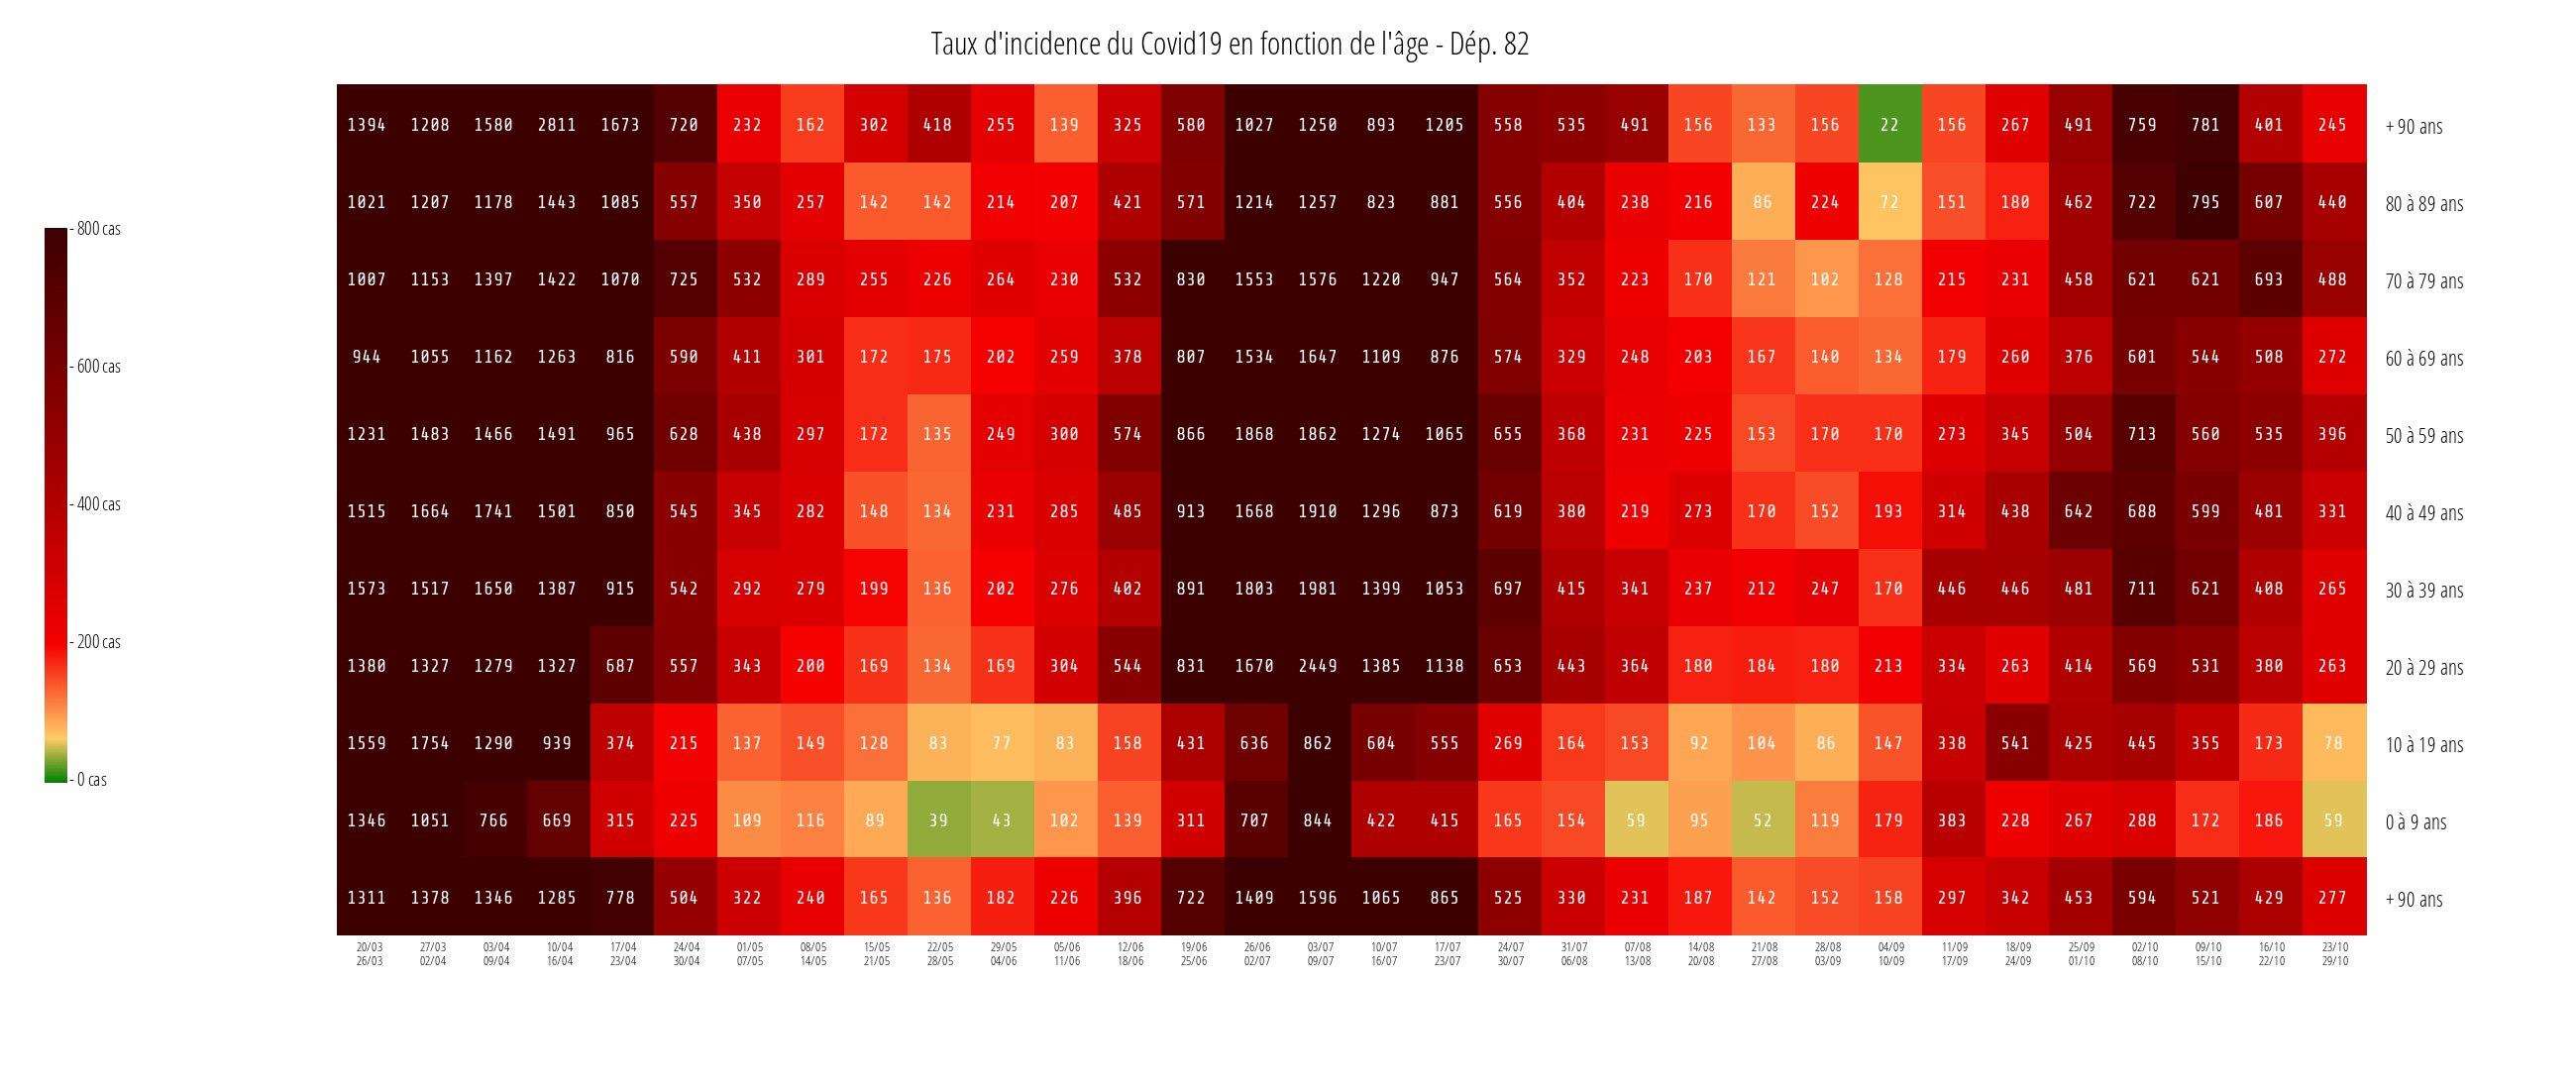 Taux d'incidence du Covid19 en fonction de l'âge - Dép. 82
- 800 cas
- 600 cas
- 400 cas
- 200 cas
- 0 cas
1394 1208 1580 2811 1673 720 232 162 302 418 255 139 325 580 1027 1250 893 1205 558 535 491 156 133 156 22 156 267 491 759 781 401 245 + 90 ans
1021 1207 1178 1443 1085 557 350 257 142 142 214 207 421 571 1214 1257 823 881 556 404 238 216 86 224 72 151 180 462 722 795 607 440 80 à 89 ans
1007 1153 1397 1422 1070 725 532 289 255 226 264 230 532 830 1553 1576 1220 947 564 352 223 170 121 102 128 215 231 458 621 621 693 488 70 à 79 ans
944 1055 1162 1263 816 590 411 301 172 175 202 259 378 807 1534 1647 1109 876 574 329 248 203 167 140 134 179 260 376 601 544 508 272 60 à 69 ans
1231 1483 1466 1491 965 628 438 297 172 135 249 300 574 866 1868 1862 1274 1065 655 368 231 225 153 170 170 273 345 504 713 560 535 396 50 à 59 ans
1515 1664 1741 1501 850 545 345 282 148 134 231 285 485 913 1668 1910 1296 873 619 380 219 273 170 152 193 314 438 642 688 599 481 331 40 à 49 ans
1573 1517 1650 1387 915 542 292 279 199 136 202 276 402 891 1803 1981 1399 1053 697 415 341 237 212 247 170 446 446 481 711 621 408 265 30 à 39 ans
1380 1327 1279 1327 687 557 343 200 169 134 169 304 544 831 1670 2449 1385 1138 653 443 364 180 184 180 213 334 263 414 569 531 380 263 20 à 29 ans
1559 1754 1290 939 374 215 137 149 128 83 77 83 158 431 636 862 604 555 269 164 153 92 104 86 147 338 541 425 445 355 173 78 10 à 19 ans
1346 1051 766 669 315 225 109 116 89 39 43 102 139 311 707 844 422 415 165 154 59 95 52 119 179 383 228 267 288 172 186 59 0 à 9 ans
1311 1378 1346 1285 778 504 322 240 165 136 182 226 396 722 1409 1596 1065 865 525 330 231 187 142 152 158 297 342 453 594 521 429 277 + 90 ans
20/03 27/03 03/04 10/04 17/04 24/04 01/05 08/05 15/05 22/05 29/05 05/06 12/06 19/06 26/06 03/07 10/07 17/07 24/07 31/07 07/08 14/08 21/08 28/08 04/09 11/09 18/09 25/09 02/10 09/10 16/10 23/10
26/03 02/04 09/04 16/04 23/04 30/04 07/05 14/05 21/05 28/05 04/06 11/06 18/06 25/06 02/07 09/07 16/07 23/07 30/07 06/08 13/08 20/08 27/08 03/09 10/09 17/09 24/09 01/10 08/10 15/10 22/10 29/10